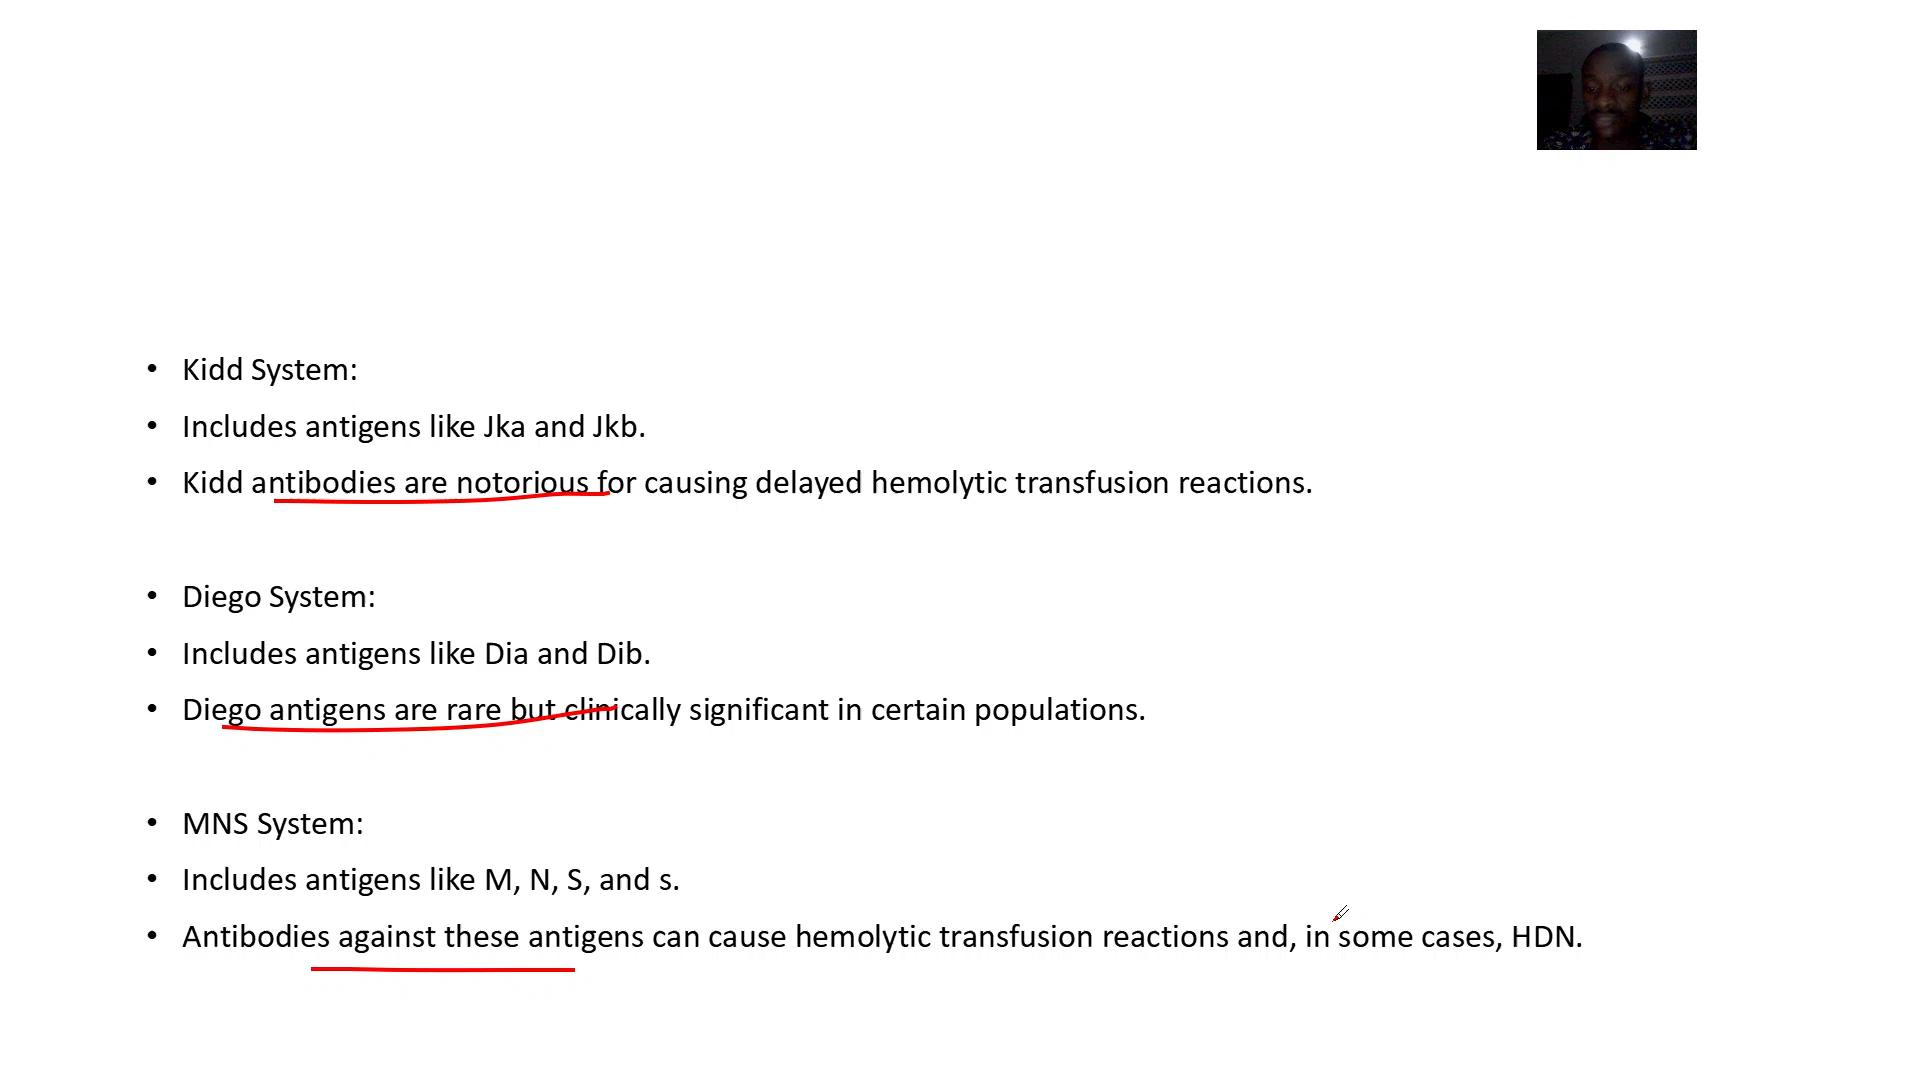 • Kidd System:
• Includes antigens like Jka and Jkb.
• Kidd antibodies are notorious for causing delayed hemolytic transfusion reactions.
• Diego System:
• Includes antigens like Dia and Dib.
• Diego antigens are rare but clinically significant in certain populations.
• MNS System:
• Includes antigens like M, N, S, and s.
• Antibodies against these antigens can cause hemolytic transfusion reactions and, in some cases, HDN.